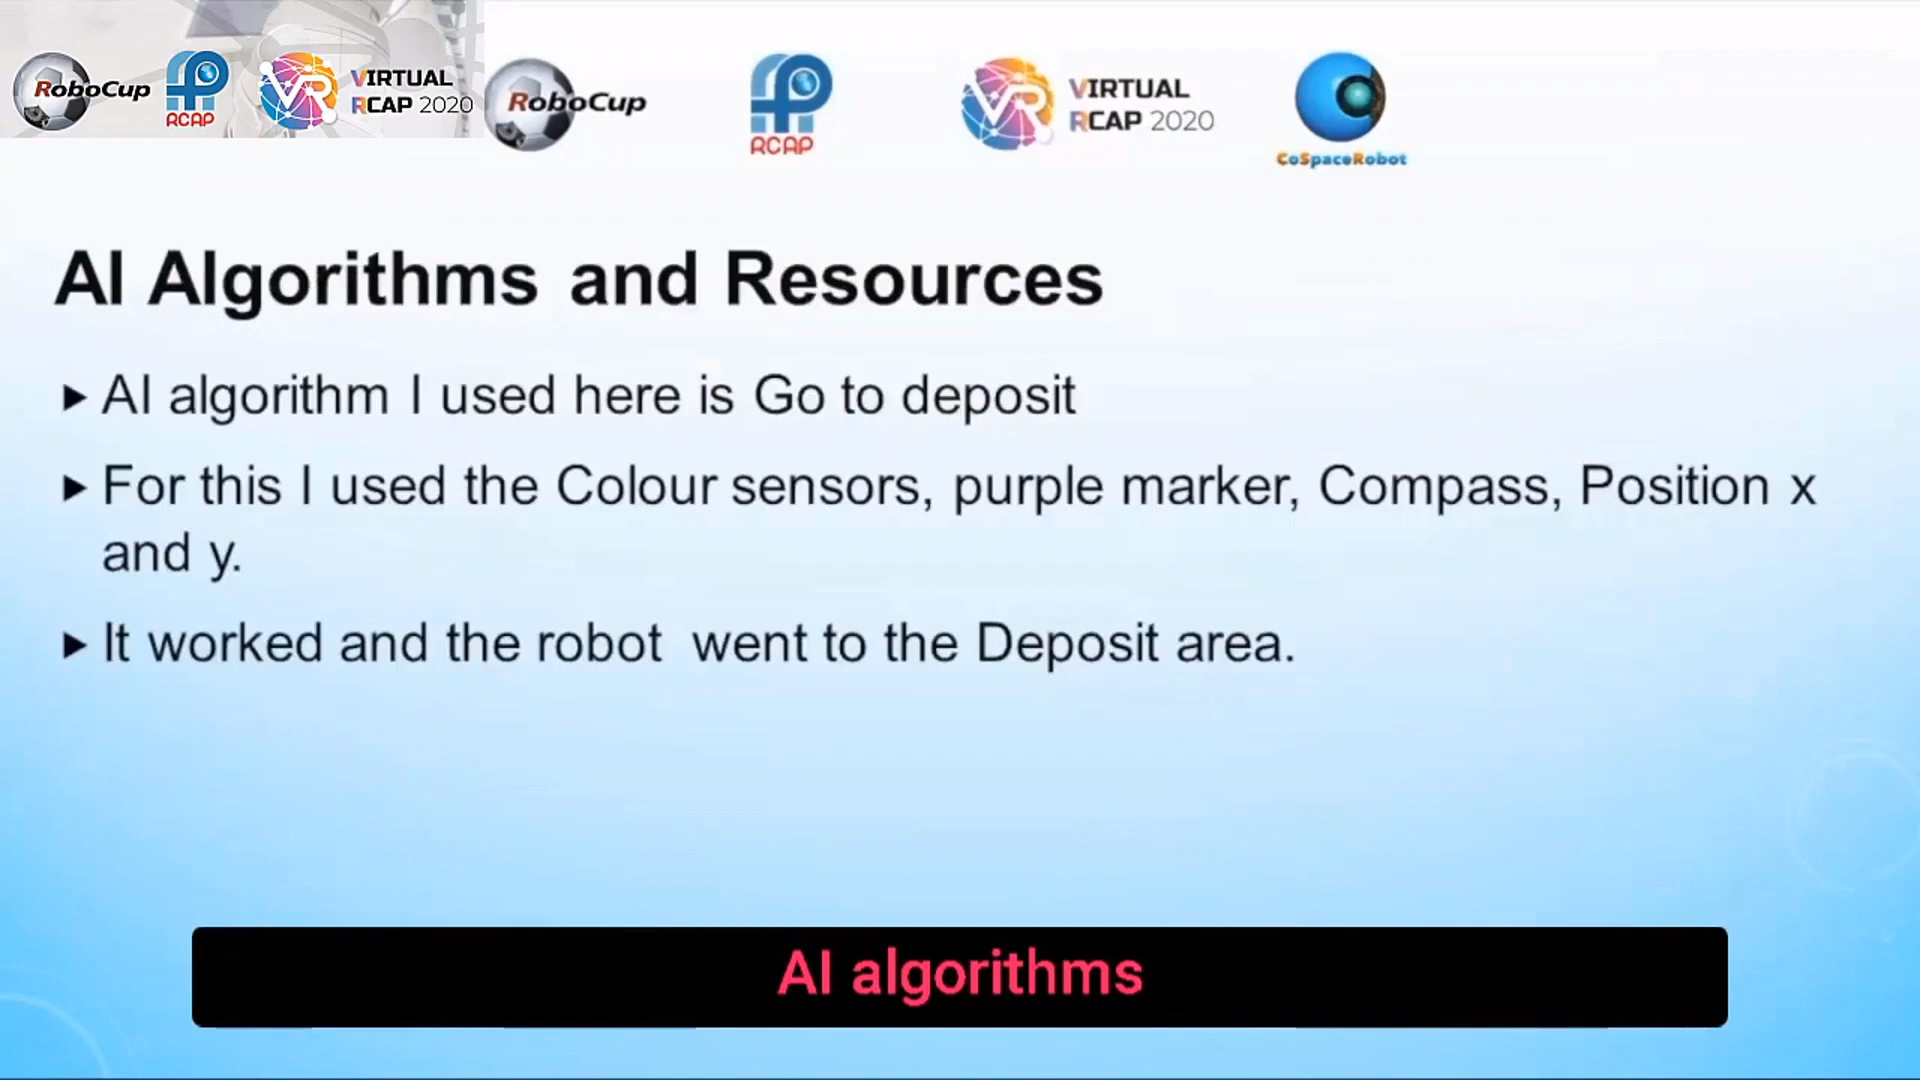 RoboCup
RCAP
VR
VIRTUAL
RCAP 2020
RoboCup
RCAP
VR
VIRTUAL
RCAP 2020
CoSpaceRobot
AI Algorithms and Resources
AI algorithm I used here is Go to deposit
For this I used the Colour sensors, purple marker, Compass, Position x
and y.
It worked and the robot went to the Deposit area.
AI algorithms